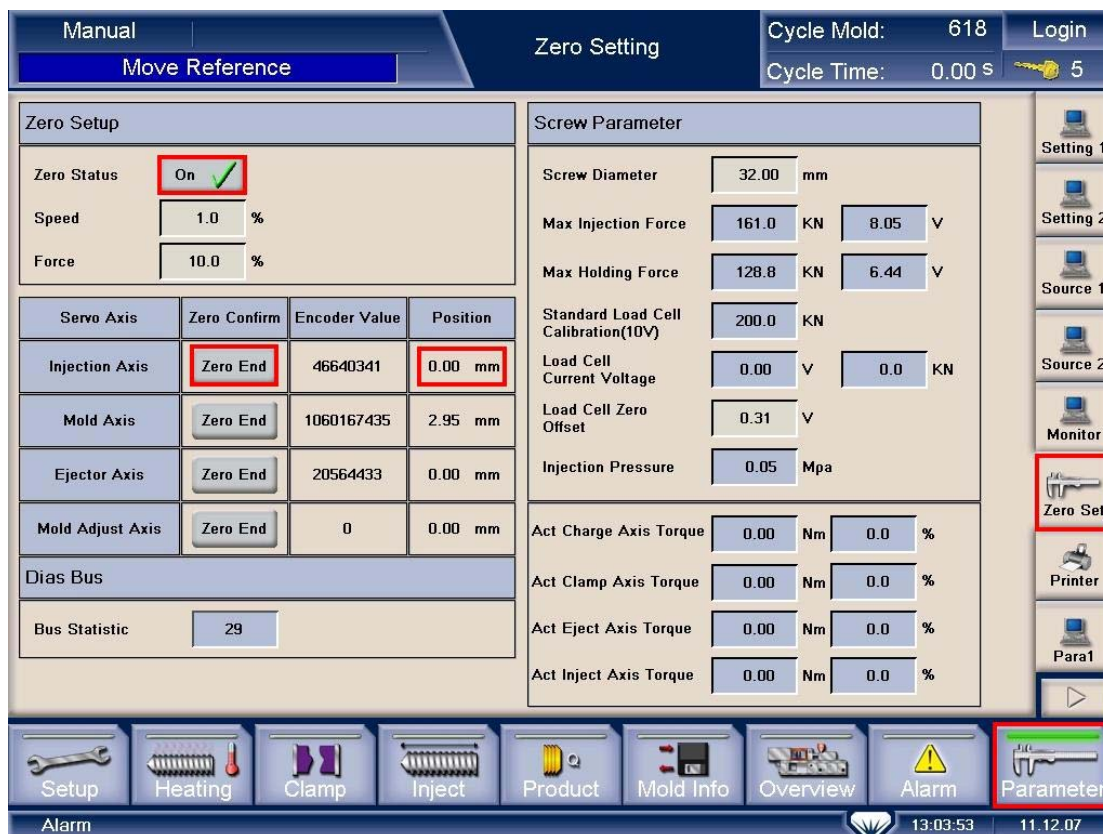 Manual
Move Reference
Zero Setting
Cycle Mold: 618
Cycle Time: 0.00 S
Login
5
Zero Setup
Zero Status On
Speed 1.0 %
Force 10.0 %
Servo Axis Zero Confirm Encoder Value Position
Injection Axis Zero End 46640341 0.00 mm
Mold Axis Zero End 1060167435 2.95 mm
Ejector Axis Zero End 20564433 0.00 mm
Mold Adjust Axis Zero End 0 0.00 mm
Dias Bus
Bus Statistic 29
Screw Parameter
Screw Diameter 32.00 mm
Max Injection Force 161.0 KN 8.05 V
Max Holding Force 128.8 KN 6.44 V
Standard Load Cell
Calibration(10V) 200.0 KN
Load Cell
Current Voltage 0.00 V 0.0 KN
Load Cell Zero
Offset 0.31 V
Injection Pressure 0.05 Mpa
Act Charge Axis Torque 0.00 Nm 0.0 %
Act Clamp Axis Torque 0.00 Nm 0.0 %
Act Eject Axis Torque 0.00 Nm 0.0 %
Act Inject Axis Torque 0.00 Nm 0.0 %
Setting 1
Setting 2
Source 1
Source 2
Monitor
Zero Set
Printer
Para1
Setup Heating Clamp Inject Product Mold Info Overview Alarm Parameter
Alarm 13:03:53 11.12.07